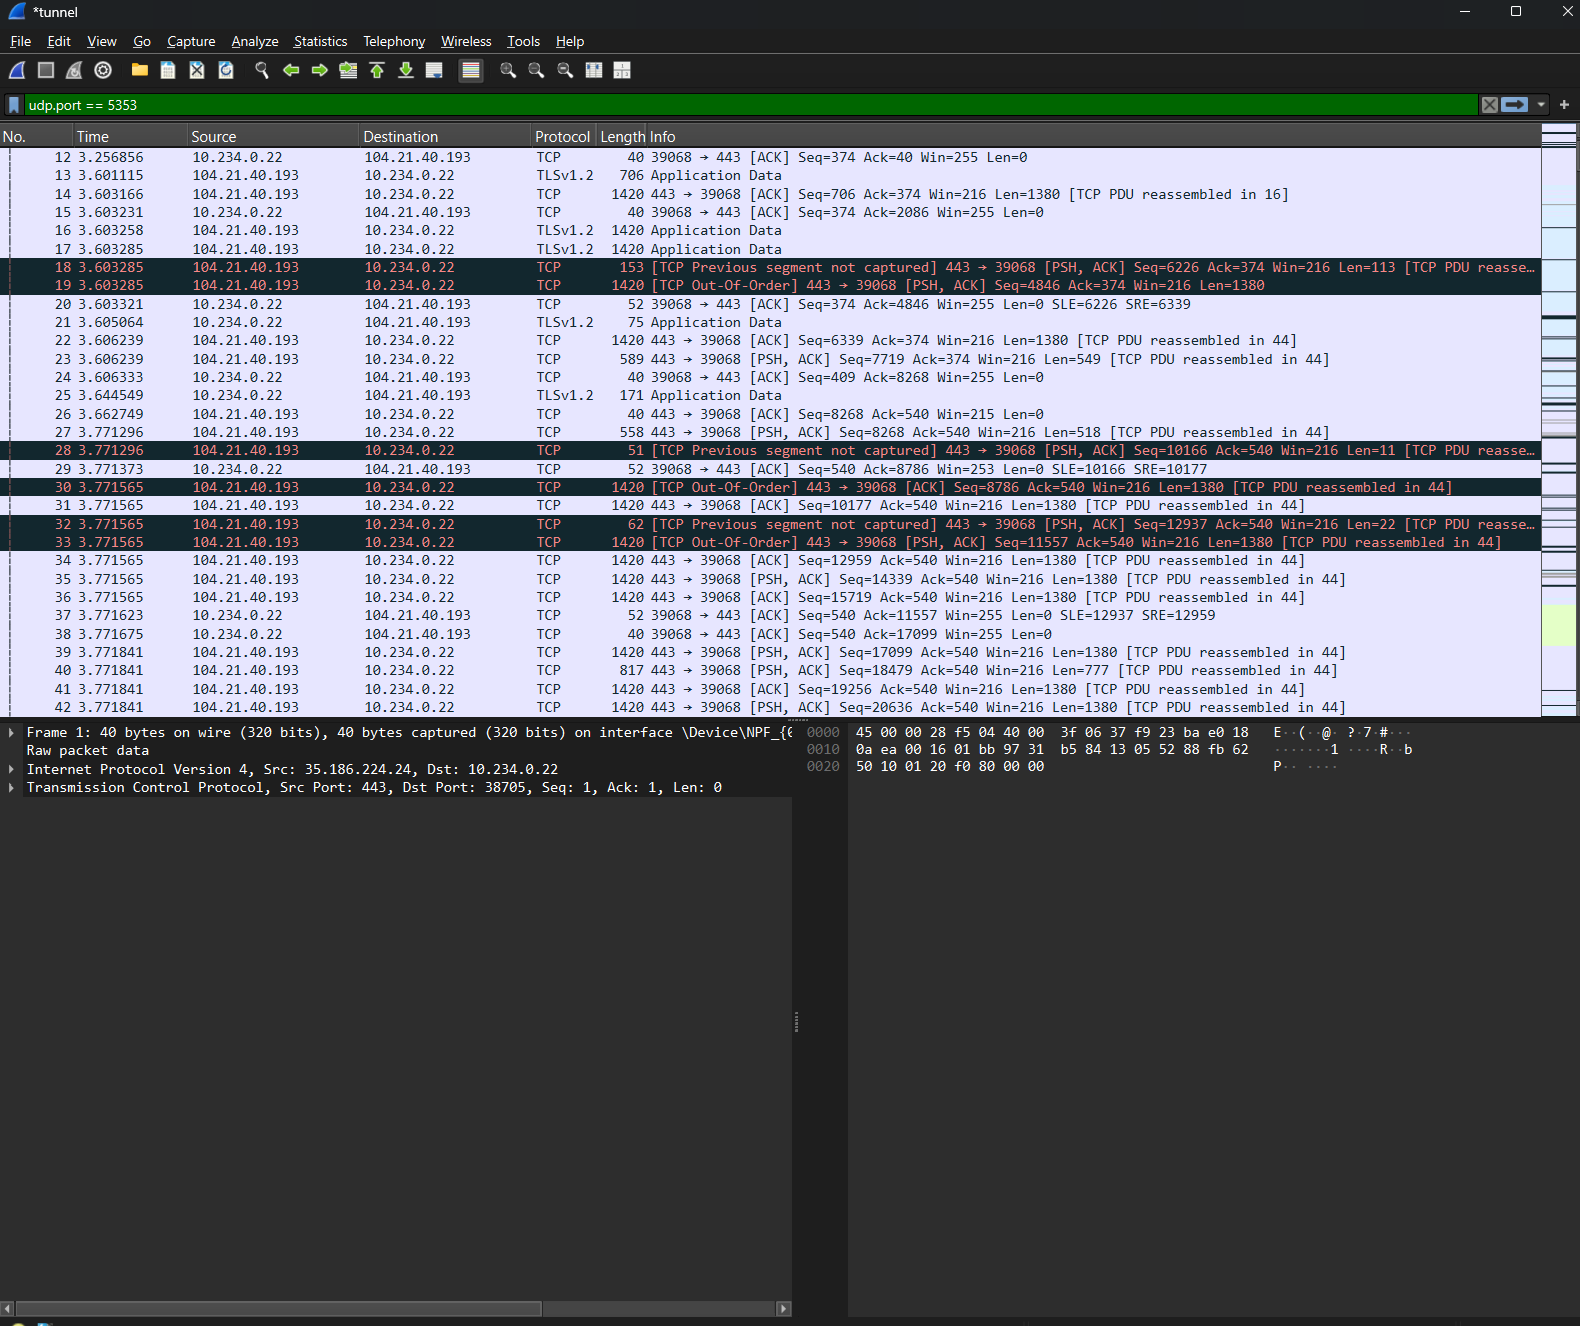 *tunnel
File Edit View Go Capture Analyze Statistics Telephony Wireless Tools Help
udp.port == 5353
No. Time Source Destination Protocol Length Info
12 3.256856 10.234.0.22 104.21.40.193 TCP 40 39068 → 443 [ACK] Seq=374 Ack=40 Win=255 Len=0
13 3.601115 104.21.40.193 10.234.0.22 TLSv1.2 706 Application Data
14 3.603166 104.21.40.193 10.234.0.22 TCP 1420 443 → 39068 [ACK] Seq=706 Ack=374 Win=216 Len=1380 [TCP PDU reassembled in 16]
15 3.603231 10.234.0.22 104.21.40.193 TCP 40 39068 → 443 [ACK] Seq=374 Ack=2086 Win=255 Len=0
16 3.603258 104.21.40.193 10.234.0.22 TLSv1.2 1420 Application Data
17 3.603285 104.21.40.193 10.234.0.22 TLSv1.2 1420 Application Data
18 3.603285 104.21.40.193 10.234.0.22 TCP 153 [TCP Previous segment not captured] 443 → 39068 [PSH, ACK] Seq=6226 Ack=374 Win=216 Len=113 [TCP PDU reasse…
19 3.603285 104.21.40.193 10.234.0.22 TCP 1420 [TCP Out-Of-Order] 443 → 39068 [PSH, ACK] Seq=4846 Ack=374 Win=216 Len=1380
20 3.603321 10.234.0.22 104.21.40.193 TCP 52 39068 → 443 [ACK] Seq=374 Ack=4846 Win=255 Len=0 SLE=6226 SRE=6339
21 3.605064 10.234.0.22 104.21.40.193 TLSv1.2 75 Application Data
22 3.606239 104.21.40.193 10.234.0.22 TCP 1420 443 → 39068 [ACK] Seq=6339 Ack=374 Win=216 Len=1380 [TCP PDU reassembled in 44]
23 3.606239 104.21.40.193 10.234.0.22 TCP 589 443 → 39068 [PSH, ACK] Seq=7719 Ack=374 Win=216 Len=549 [TCP PDU reassembled in 44]
24 3.606333 10.234.0.22 104.21.40.193 TCP 40 39068 → 443 [ACK] Seq=409 Ack=8268 Win=255 Len=0
25 3.644549 10.234.0.22 104.21.40.193 TLSv1.2 171 Application Data
26 3.662749 104.21.40.193 10.234.0.22 TCP 40 443 → 39068 [ACK] Seq=8268 Ack=540 Win=215 Len=0
27 3.771296 104.21.40.193 10.234.0.22 TCP 558 443 → 39068 [PSH, ACK] Seq=8268 Ack=540 Win=216 Len=518 [TCP PDU reassembled in 44]
28 3.771296 104.21.40.193 10.234.0.22 TCP 51 [TCP Previous segment not captured] 443 → 39068 [PSH, ACK] Seq=10166 Ack=540 Win=216 Len=11 [TCP PDU reasse…
29 3.771373 10.234.0.22 104.21.40.193 TCP 52 39068 → 443 [ACK] Seq=540 Ack=8786 Win=253 Len=0 SLE=10166 SRE=10177
30 3.771565 104.21.40.193 10.234.0.22 TCP 1420 [TCP Out-Of-Order] 443 → 39068 [ACK] Seq=8786 Ack=540 Win=216 Len=1380 [TCP PDU reassembled in 44]
31 3.771565 104.21.40.193 10.234.0.22 TCP 1420 443 → 39068 [ACK] Seq=10177 Ack=540 Win=216 Len=1380 [TCP PDU reassembled in 44]
32 3.771565 104.21.40.193 10.234.0.22 TCP 62 [TCP Previous segment not captured] 443 → 39068 [PSH, ACK] Seq=12937 Ack=540 Win=216 Len=22 [TCP PDU reasse…
33 3.771565 104.21.40.193 10.234.0.22 TCP 1420 [TCP Out-Of-Order] 443 → 39068 [PSH, ACK] Seq=11557 Ack=540 Win=216 Len=1380 [TCP PDU reassembled in 44]
34 3.771565 104.21.40.193 10.234.0.22 TCP 1420 443 → 39068 [ACK] Seq=12959 Ack=540 Win=216 Len=1380 [TCP PDU reassembled in 44]
35 3.771565 104.21.40.193 10.234.0.22 TCP 1420 443 → 39068 [PSH, ACK] Seq=14339 Ack=540 Win=216 Len=1380 [TCP PDU reassembled in 44]
36 3.771565 104.21.40.193 10.234.0.22 TCP 1420 443 → 39068 [ACK] Seq=15719 Ack=540 Win=216 Len=1380 [TCP PDU reassembled in 44]
37 3.771623 10.234.0.22 104.21.40.193 TCP 52 39068 → 443 [ACK] Seq=540 Ack=11557 Win=255 Len=0 SLE=12937 SRE=12959
38 3.771675 10.234.0.22 104.21.40.193 TCP 40 39068 → 443 [ACK] Seq=540 Ack=17099 Win=255 Len=0
39 3.771841 104.21.40.193 10.234.0.22 TCP 1420 443 → 39068 [PSH, ACK] Seq=17099 Ack=540 Win=216 Len=1380 [TCP PDU reassembled in 44]
40 3.771841 104.21.40.193 10.234.0.22 TCP 817 443 → 39068 [PSH, ACK] Seq=18479 Ack=540 Win=216 Len=777 [TCP PDU reassembled in 44]
41 3.771841 104.21.40.193 10.234.0.22 TCP 1420 443 → 39068 [ACK] Seq=19256 Ack=540 Win=216 Len=1380 [TCP PDU reassembled in 44]
42 3.771841 104.21.40.193 10.234.0.22 TCP 1420 443 → 39068 [PSH, ACK] Seq=20636 Ack=540 Win=216 Len=1380 [TCP PDU reassembled in 44]
Frame 1: 40 bytes on wire (320 bits), 40 bytes captured (320 bits) on interface \Device\NPF_{
Raw packet data
Internet Protocol Version 4, Src: 35.186.224.24, Dst: 10.234.0.22
Transmission Control Protocol, Src Port: 443, Dst Port: 38705, Seq: 1, Ack: 1, Len: 0
0000 45 00 00 28 f5 04 40 00 3f 06 37 f9 23 ba e0 18 E··(··@· ?·7·#···
0010 0a ea 00 16 01 bb 97 31 b5 84 13 05 52 88 fb 62 ·······1 ····R··b
0020 50 10 01 20 f0 80 00 00 P·· ····